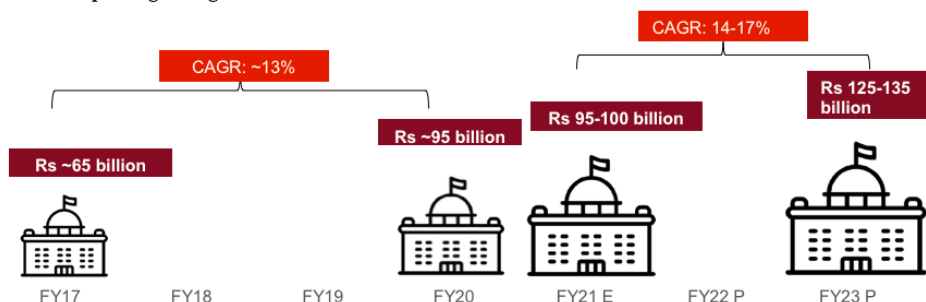 CAGR: 14-17%
CAGR: ~13%
Rs 125-135
billion
Rs 95-100 billion
Rs ~95 billion
Rs ~65 billion
FY17 FY18 FY19 FY20 FY21 E FY22 P FY23 P